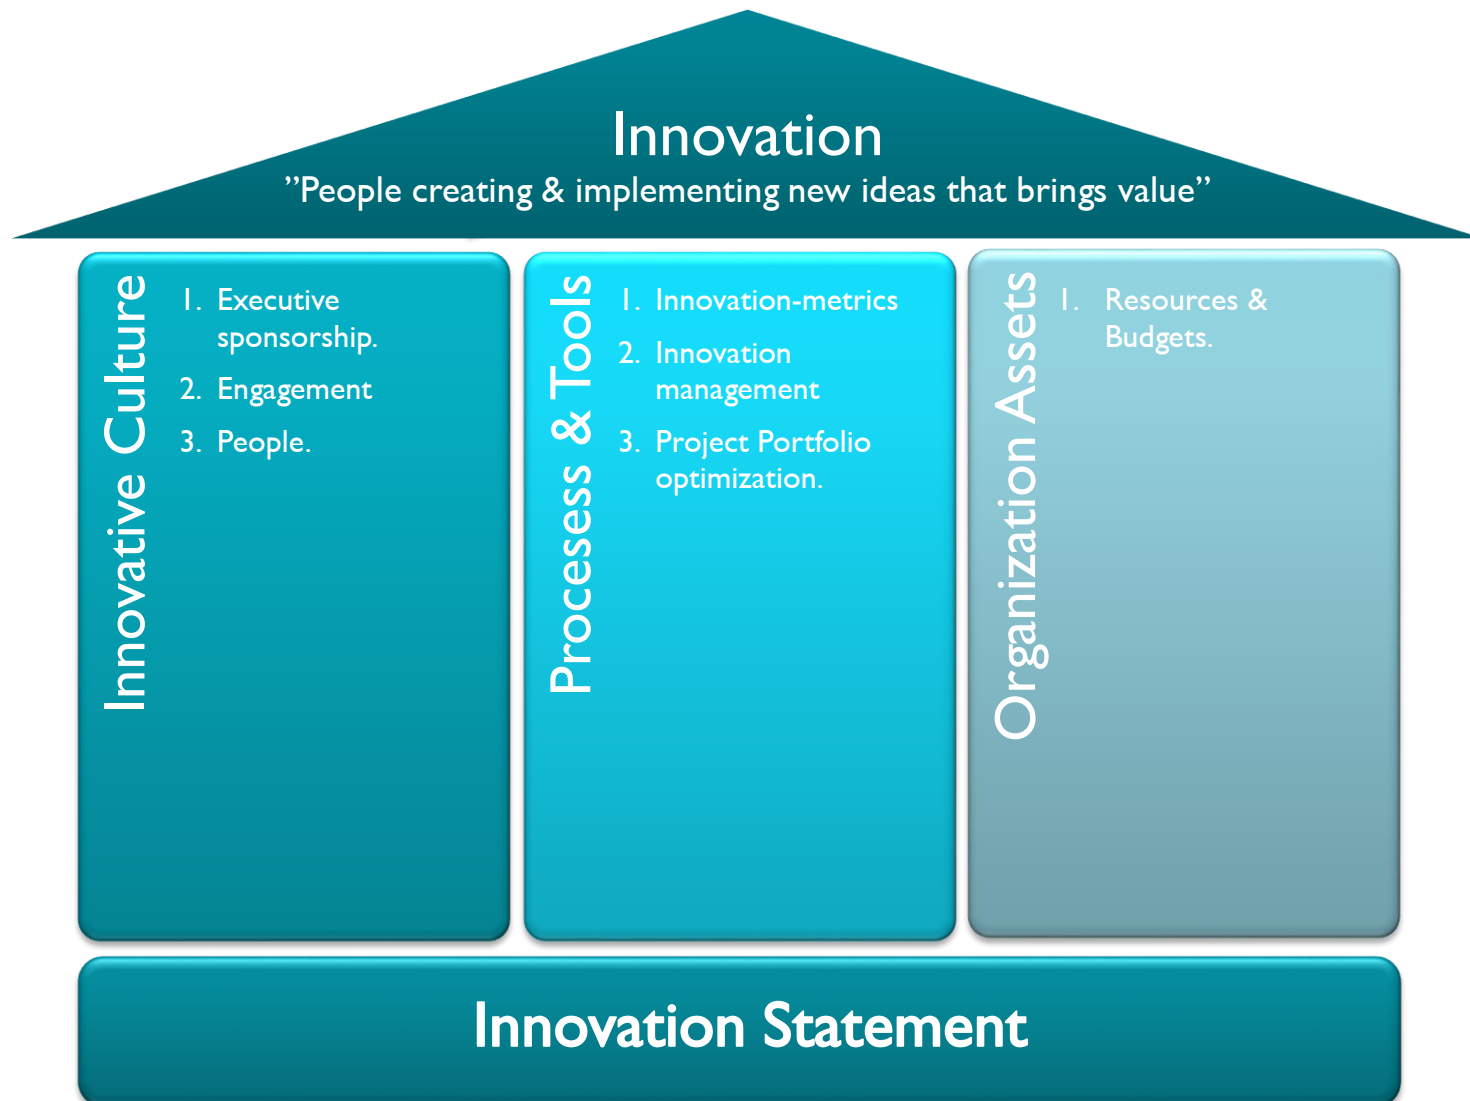 Innovation
”People creating & implementing new ideas that brings value”
Innovative Culture
1. Executive
sponsorship.
2. Engagement
3. People.
Processess & Tools
1. Innovation-metrics
2. Innovation
management
3. Project Portfolio
optimization.
Organization Assets
1. Resources &
Budgets.
Innovation Statement